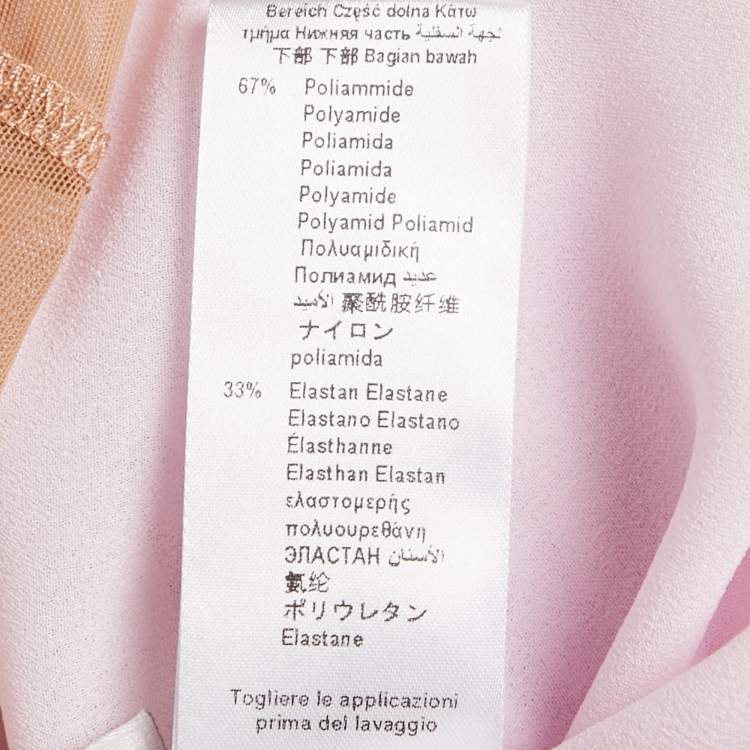 Bereich Część dolna Κάτω
τμήμα Нижняя часть الجهة السفلية
下部 下部 Bagian bawah
67% Poliammide
Polyamide
Poliamida
Poliamida
Polyamide
Polyamid Poliamid
Πολυαμιδική
Полиамид عديد
الأميد 聚酰胺纤维
ナイロン
poliamida
33% Elastan Elastane
Elastano Elastano
Élasthanne
Elasthan Elastan
ελαστομερής
πολυουρεθάνη
ЭЛАСТАН الأستان
氨纶
ポリウレタン
Elastane
Togliere le applicazioni
prima del lavaggio